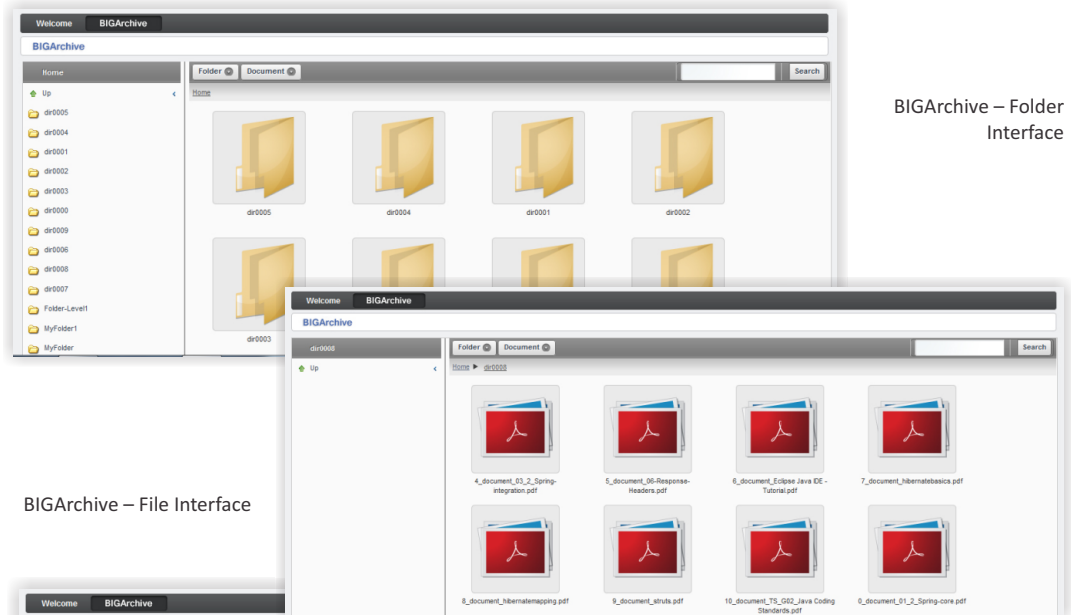 Welcome BIGArchive
BIGArchive
Home
Up
dir0005
dir0004
dir0001
dir0002
dir0003
dir0000
dir0009
dir0006
dir0008
dir0007
Folder-Level1
MyFolder1
MyFolder
Folder Document Search
Home
dir0005 dir0004 dir0001 dir0002
dir0003
BIGArchive – Folder
Interface
Welcome BIGArchive
BIGArchive
dir0008
Up
Folder Document Search
Home dir0008
4_document_03_2_Spring-
integration.pdf
5_document_06-Response-
Headers.pdf
6_document_Eclipse Java IDE -
Tutorial.pdf
7_document_hibernatebasics.pdf
8_document_hibernatemapping.pdf
9_document_struts.pdf
10_document_TS_G02_Java Coding
Standards.pdf
0_document_01_2_Spring-core.pdf
BIGArchive – File Interface
Welcome BIGArchive